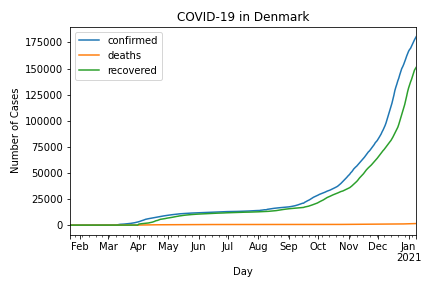 COVID-19 in Denmark
confirmed
deaths
recovered
Number of Cases
175000
150000
125000
100000
75000
50000
25000
0
Feb Mar Apr May Jun Jul Aug Sep Oct Nov Dec Jan
2021
Day